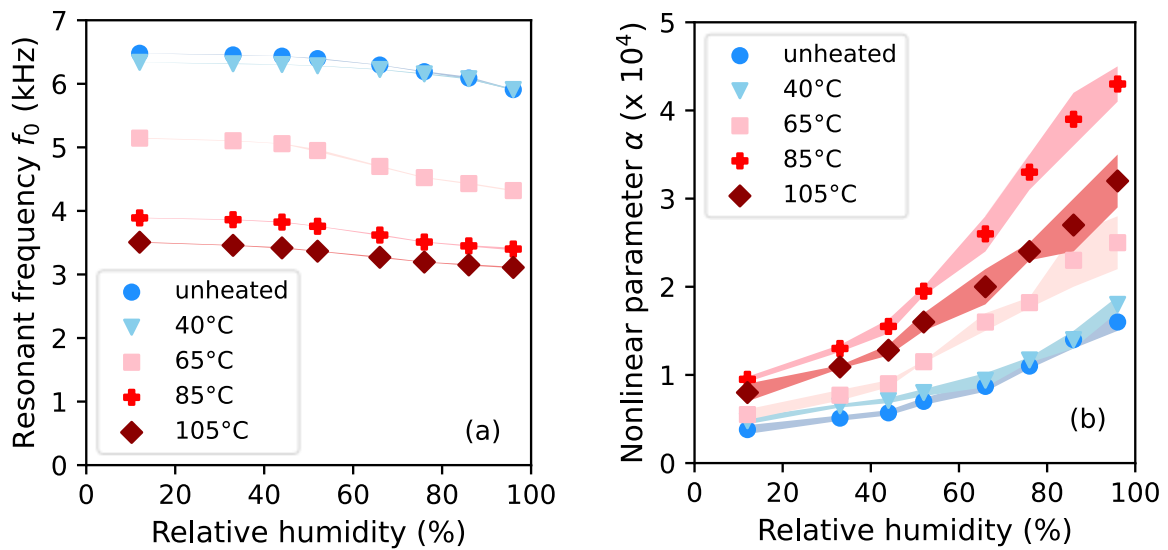 Resonant frequency f₀ (kHz)
7
6
5
4
3
2
1
0
unheated
40°C
65°C
85°C
105°C
(a)
0 20 40 60 80 100
Relative humidity (%)
Nonlinear parameter α (x 10⁴)
5
4
3
2
1
0
unheated
40°C
65°C
85°C
105°C
(b)
0 20 40 60 80 100
Relative humidity (%)